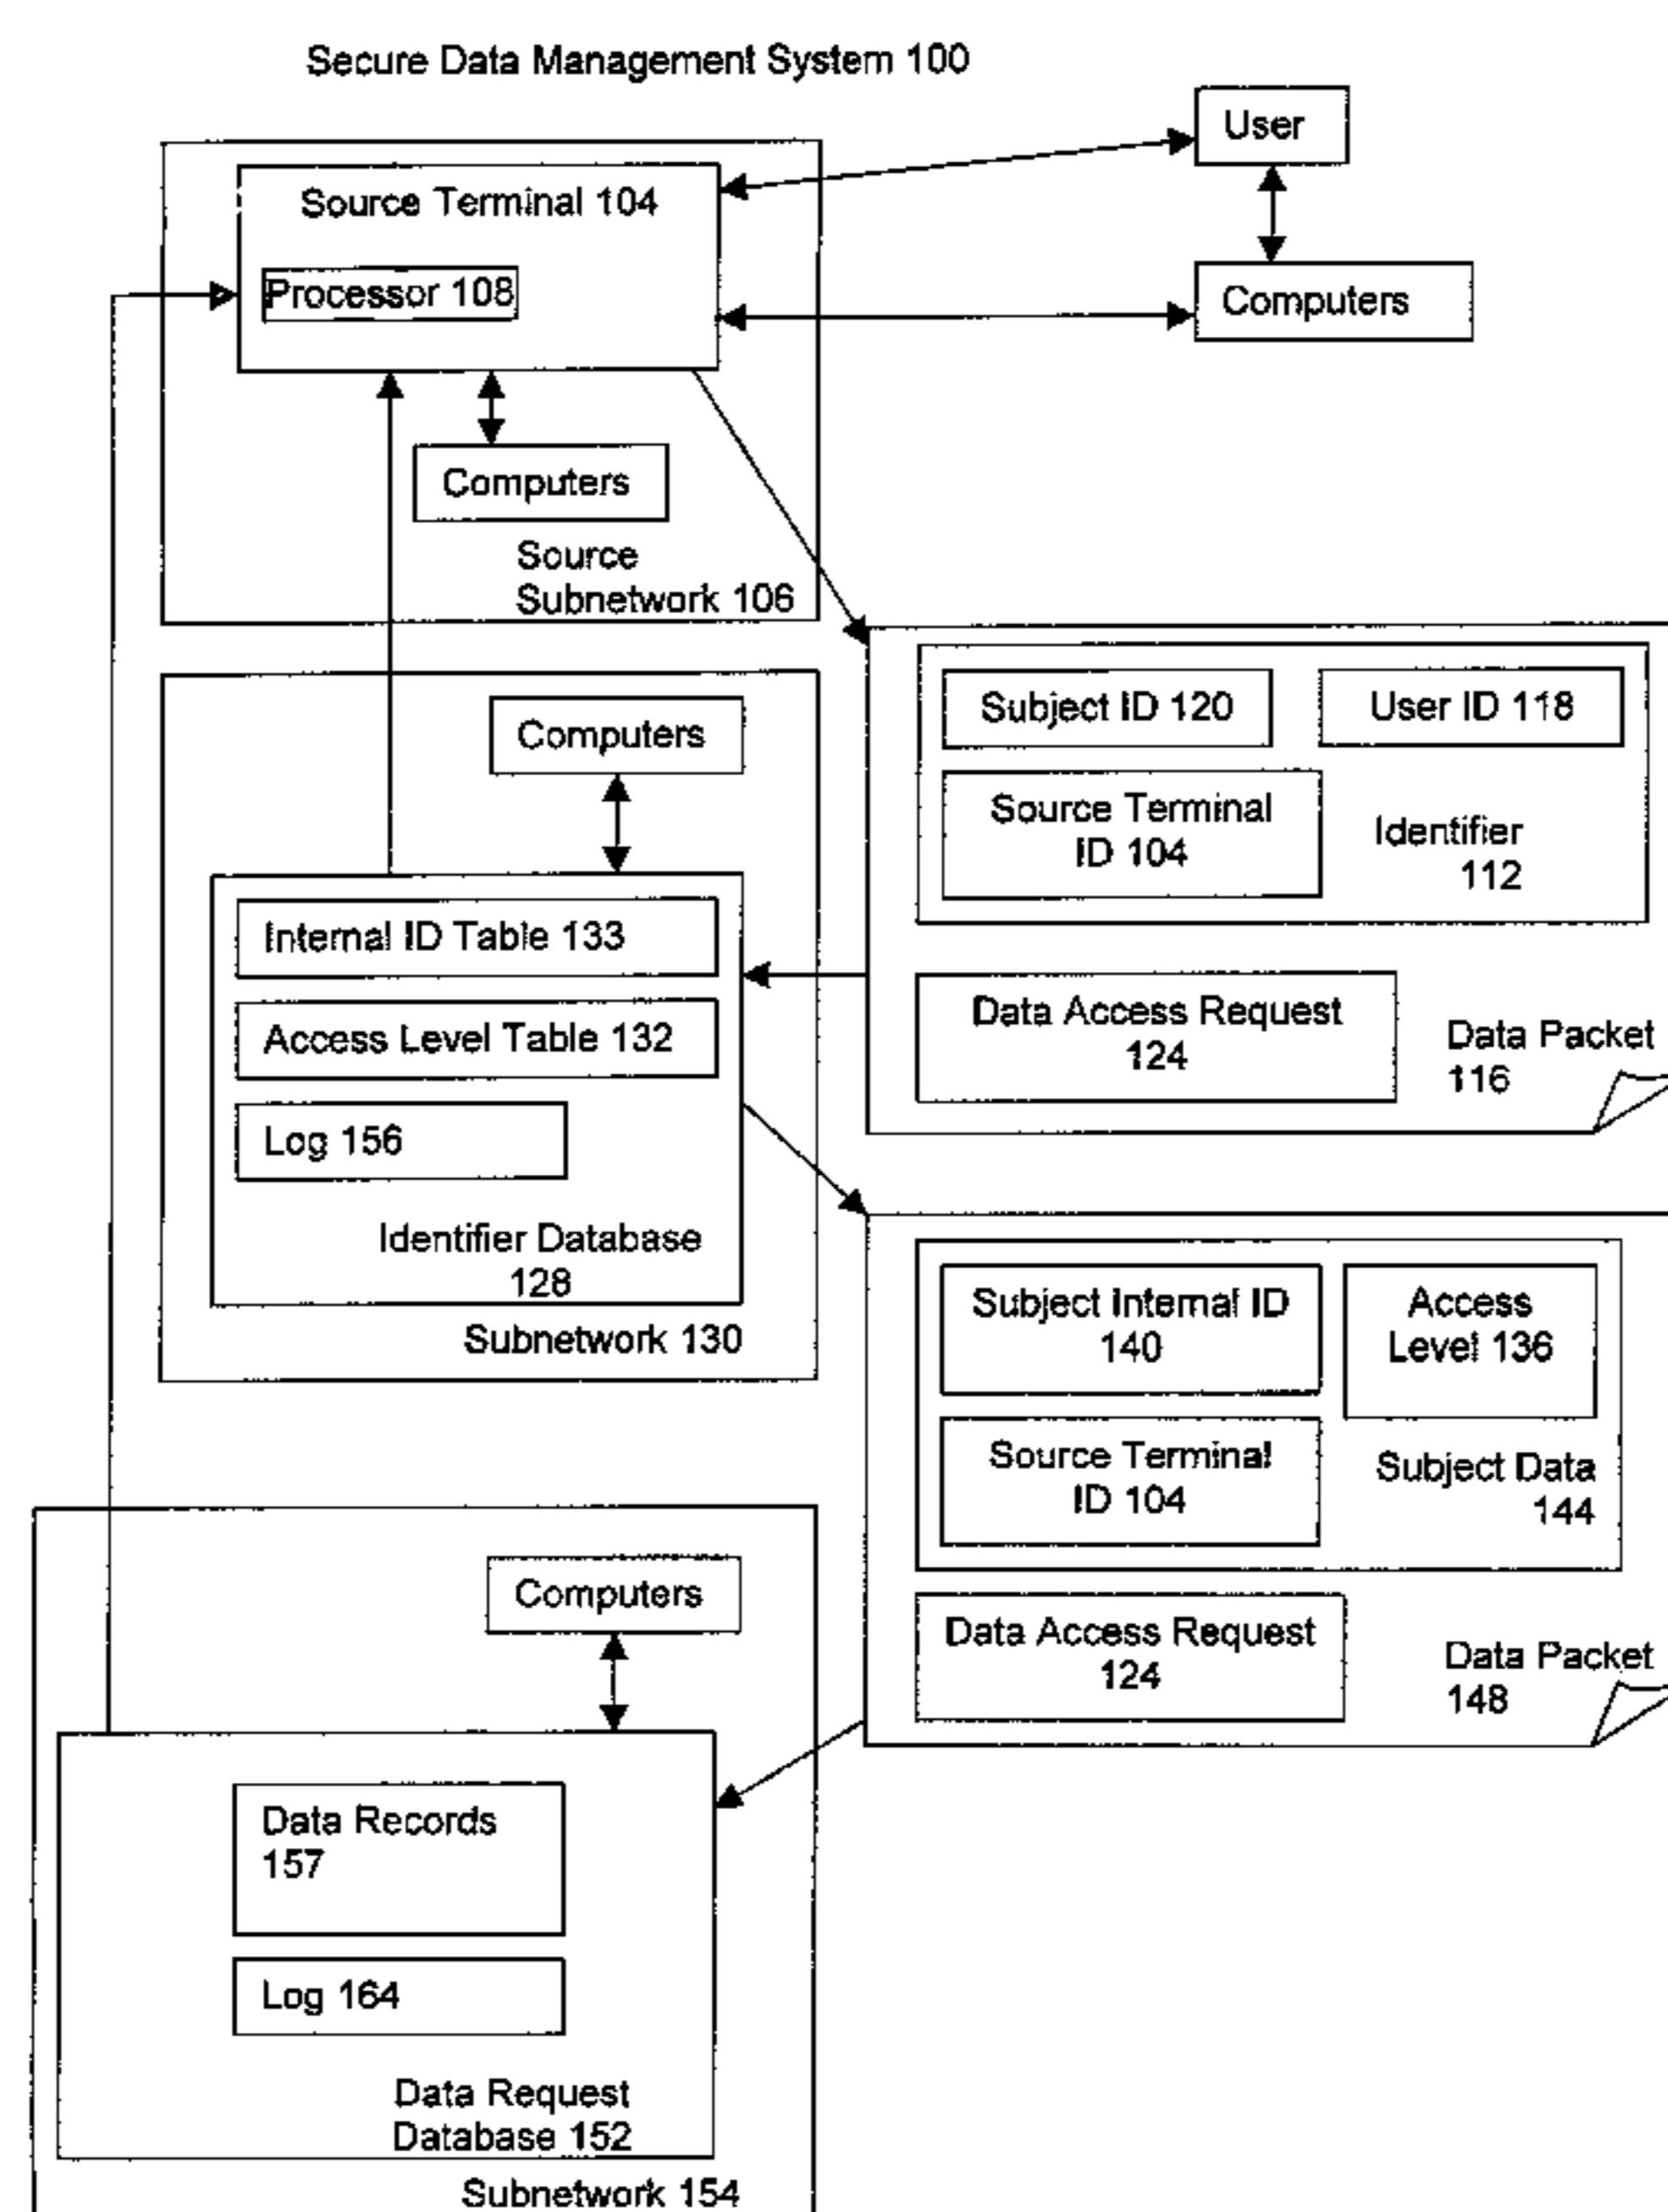 Secure Data Management System 100
User
Source Terminal 104
Processor 108
Computers
Computers
Source
Subnetwork 106
Subject ID 120
User ID 118
Source Terminal
ID 104
Identifier
112
Data Access Request
124
Data Packet
116
Computers
Internal ID Table 133
Access Level Table 132
Log 156
Identifier Database
128
Subnetwork 130
Subject Internal ID
140
Access
Level 136
Source Terminal
ID 104
Subject Data
144
Data Access Request
124
Data Packet
148
Computers
Data Records
157
Log 164
Data Request
Database 152
Subnetwork 154